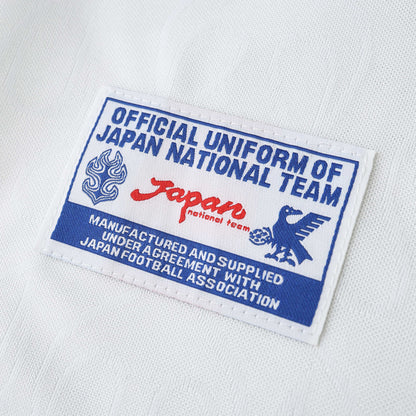 OFFICIAL UNIFORM OF
JAPAN NATIONAL TEAM
Japan
national team
MANUFACTURED AND SUPPLIED
UNDER AGREEMENT WITH
JAPAN FOOTBALL ASSOCIATION